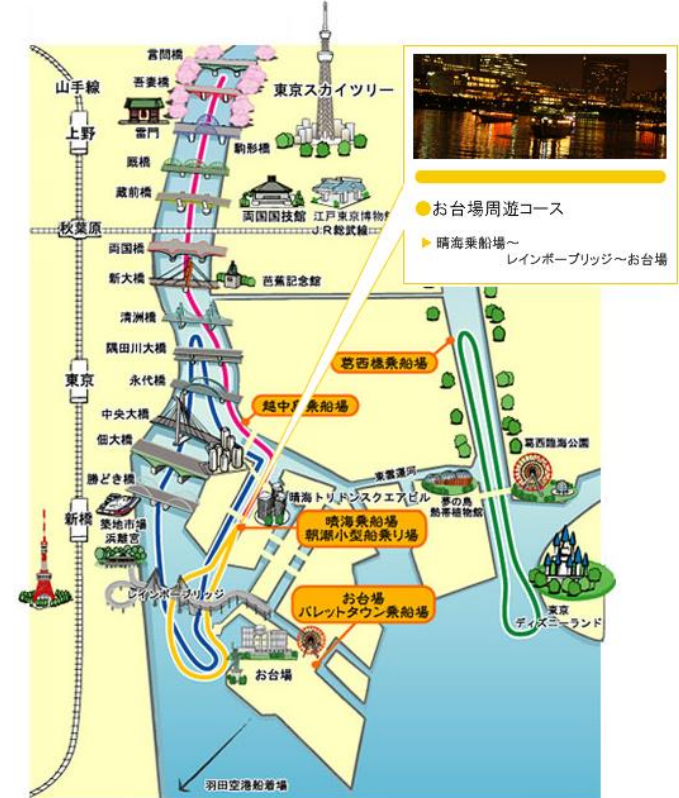 言問橋
吾妻橋
山手線
東京スカイツリー
雷門
上野
駒形橋
厩橋
蔵前橋
両国国技館
江戸東京博物館
JR総武線
秋葉原
両国橋
新大橋
芭蕉記念館
清洲橋
隅田川大橋
永代橋
東京
中央大橋
佃大橋
勝どき橋
新橋
築地市場
浜離宮
レインボーブリッジ
お台場周遊コース
晴海乗船場～
レインボーブリッジ～お台場
葛西橋乗船場
越中島乗船場
葛西臨海公園
東雲運河
夢の島
熱帯植物館
晴海トリトンスクエアビル
晴海乗船場
朝潮小型船乗り場
お台場
パレットタウン乗船場
東京
ディズニーランド
お台場
羽田空港船着場